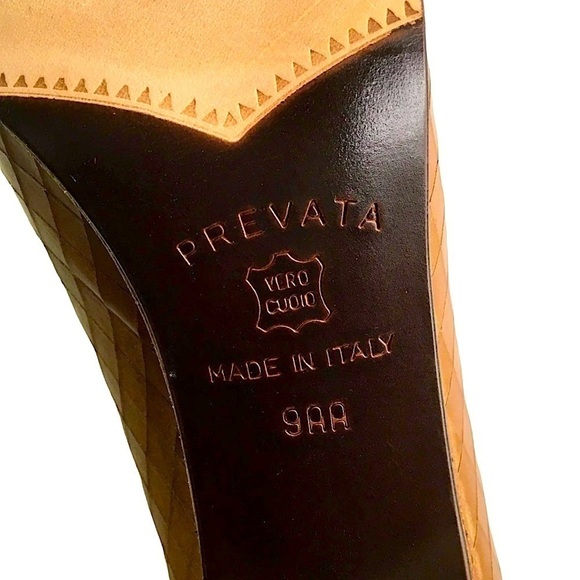 PREVATA
VERO
CUOIO
MADE IN ITALY
9AA